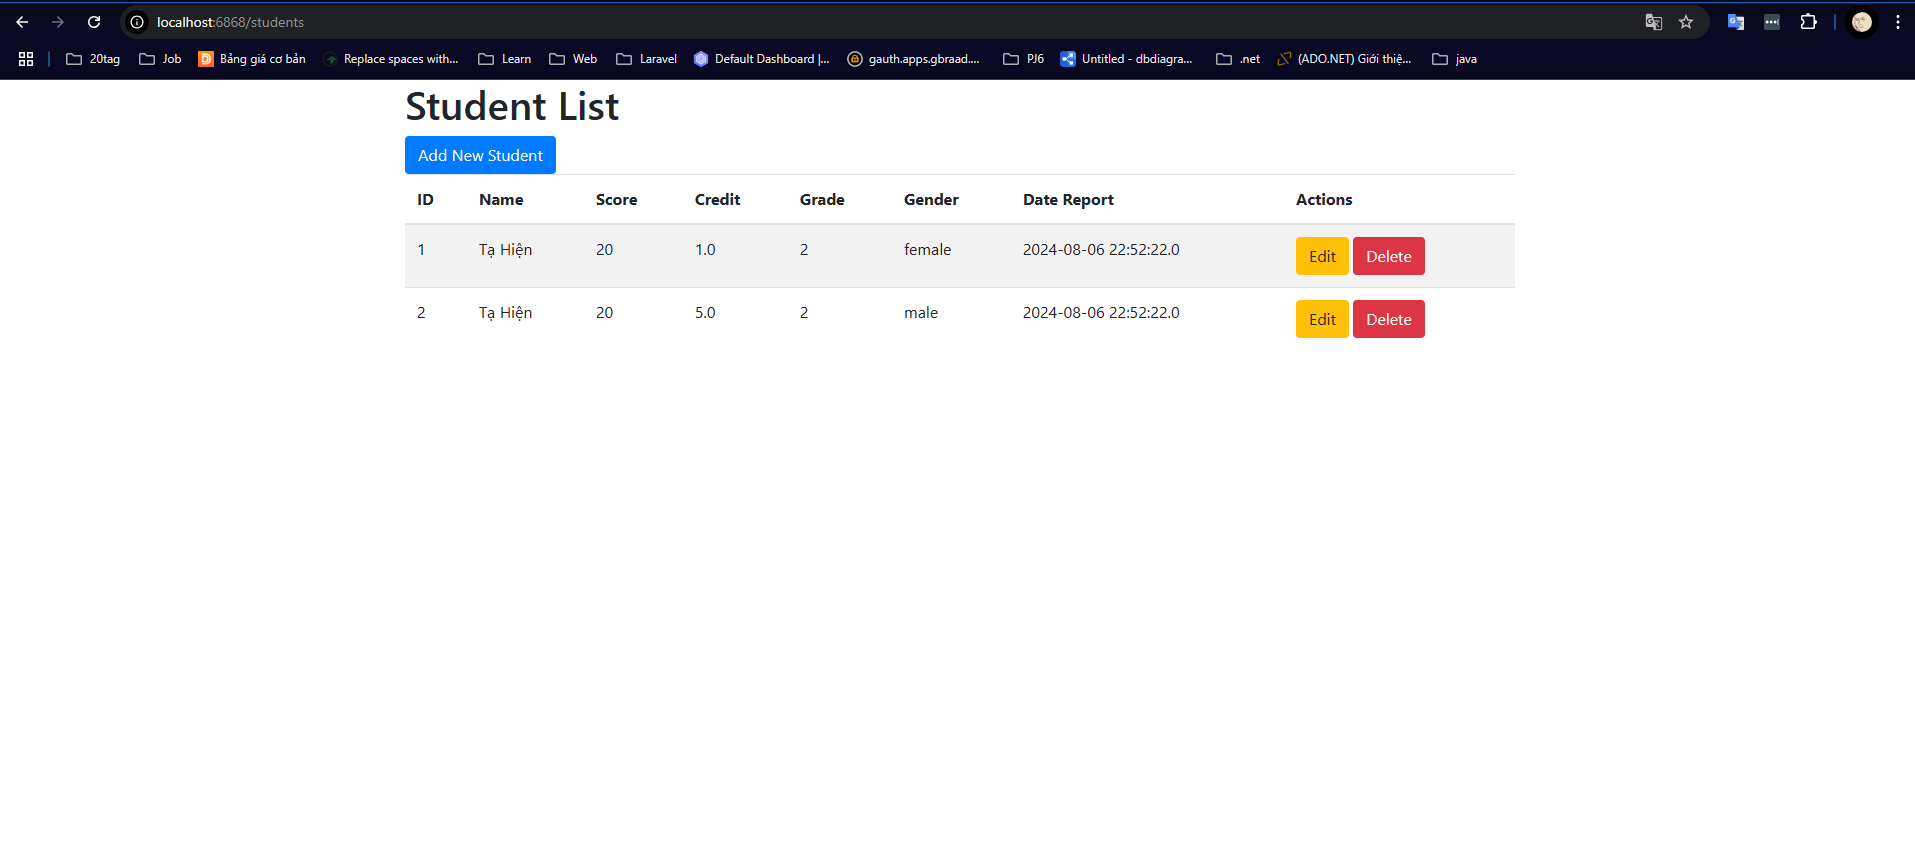 localhost:6868/students
20tag Job Bảng giá cơ bản Replace spaces with... Learn Web Laravel Default Dashboard |... gauth.apps.gbraad.... PJ6 Untitled - dbdiagra... .net (ADO.NET) Giới thiệ... java
Student List
Add New Student
ID Name Score Credit Grade Gender Date Report Actions
1 Tạ Hiện 20 1.0 2 female 2024-08-06 22:52:22.0 Edit Delete
2 Tạ Hiện 20 5.0 2 male 2024-08-06 22:52:22.0 Edit Delete